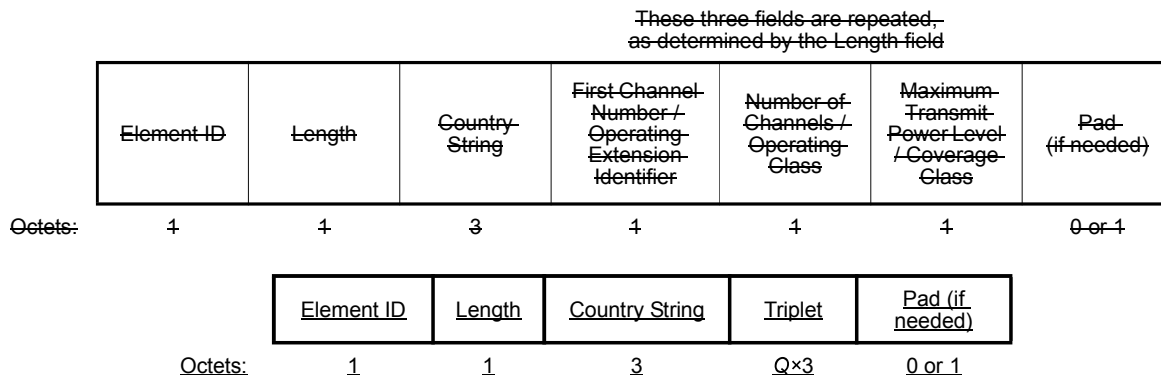 These three fields are repeated,
as determined by the Length field
Element ID
Length
Country
String
First Channel
Number /
Operating
Extension
Identifier
Number of
Channels /
Operating
Class
Maximum
Transmit
Power Level
/ Coverage
Class
Pad
(if needed)
Octets: 1 1 3 1 1 1 0 or 1
Element ID
Length
Country String
Triplet
Pad (if
needed)
Octets: 1 1 3 Q×3 0 or 1